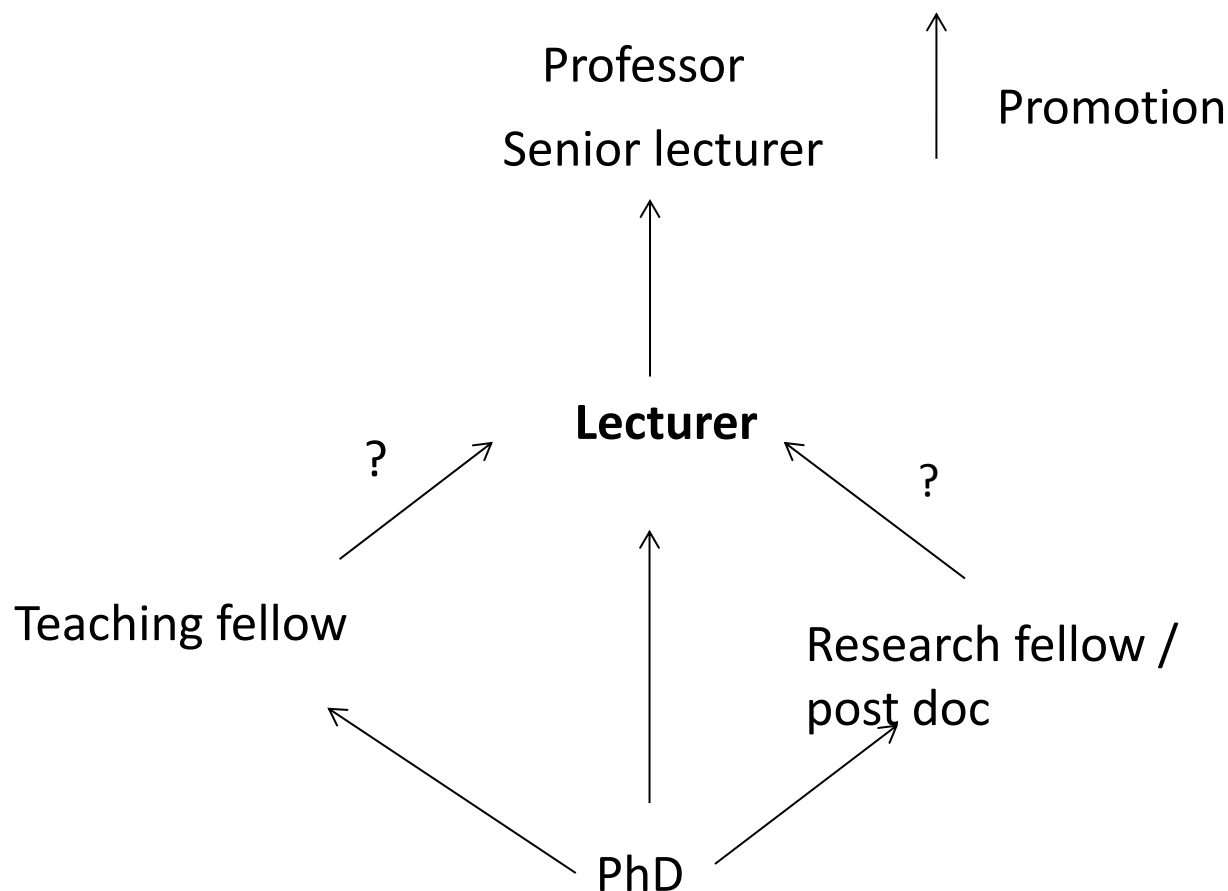 Professor
Promotion
Senior lecturer
Lecturer
?
?
Teaching fellow
Research fellow /
post doc
PhD